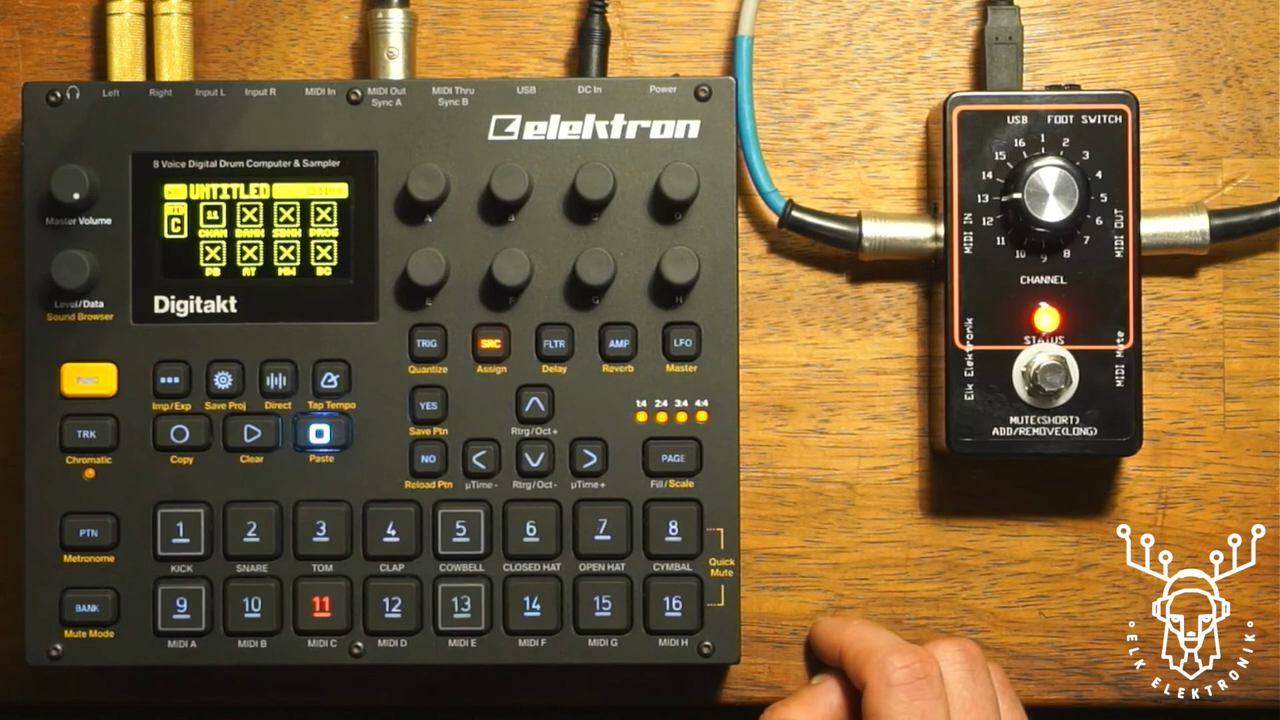 Left Right Input L Input R MIDI In MIDI Out MIDI Thru USB DC In Power
Sync A Sync B
elektron
8 Voice Digital Drum Computer & Sampler
UNTITLED
C
CHAN BANK SBNK PROG
PB AT MW BC
Digitakt
Master Volume
Level/Data
Sound Browser
A B C D
E F G H
TRIG SRC FLTR AMP LFO
Quantize Assign Delay Reverb Master
FUNC
Imp/Exp Save Proj Direct Tap Tempo
YES
Save Ptn
Rtrg/Oct+
1:4 2:4 3:4 4:4
TRK
Chromatic
Copy Clear Paste
NO
Reload Ptn
µTime- Rtrg/Oct- µTime+
PAGE
Fill/Scale
PTN
Metronome
1 2 3 4 5 6 7 8
KICK SNARE TOM CLAP COWBELL CLOSED HAT OPEN HAT CYMBAL
Quick
Mute
BANK
Mute Mode
9 10 11 12 13 14 15 16
MIDI A MIDI B MIDI C MIDI D MIDI E MIDI F MIDI G MIDI H
USB FOOT SWITCH
1 2 3 4 5 6 7 8 9 10 11 12 13 14 15 16
MIDI IN
MIDI OUT
CHANNEL
STATUS
Elk Elektronik
MIDI Mute
MUTE(SHORT)
ADD/REMOVE(LONG)
ELK ELEKTRONIK